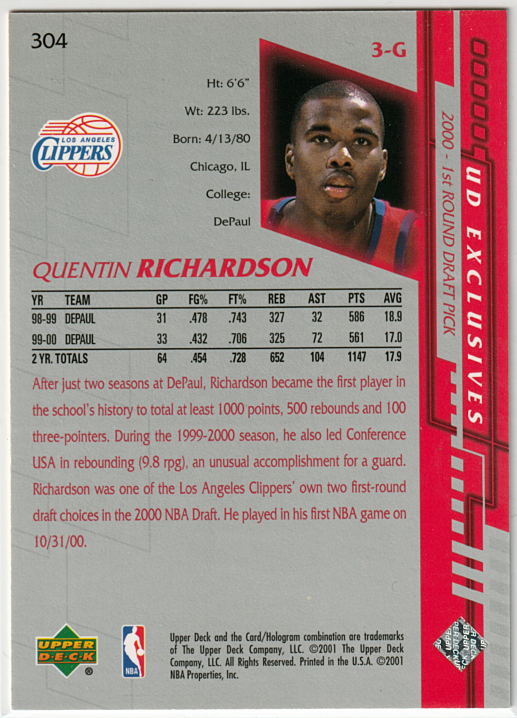 304
3-G
Ht: 6'6"
Wt: 223 lbs.
Born: 4/13/80
Chicago, IL
College:
DePaul
LOS ANGELES
CLIPPERS
UD EXCLUSIVES
2000 - 1st ROUND DRAFT PICK
QUENTIN RICHARDSON
YR TEAM GP FG% FT% REB AST PTS AVG
98-99 DEPAUL 31 .478 .743 327 32 586 18.9
99-00 DEPAUL 33 .432 .706 325 72 561 17.0
2 YR. TOTALS 64 .454 .728 652 104 1147 17.9
After just two seasons at DePaul, Richardson became the first player in
the school's history to total at least 1000 points, 500 rebounds and 100
three-pointers. During the 1999-2000 season, he also led Conference
USA in rebounding (9.8 rpg), an unusual accomplishment for a guard.
Richardson was one of the Los Angeles Clippers' own two first-round
draft choices in the 2000 NBA Draft. He played in his first NBA game on
10/31/00.
UPPER
D·E·C·K
®
NBA
Upper Deck and the Card/Hologram combination are trademarks
of The Upper Deck Company, LLC. ©2001 The Upper Deck
Company, LLC. All Rights Reserved. Printed in the U.S.A. ©2001
NBA Properties, Inc.